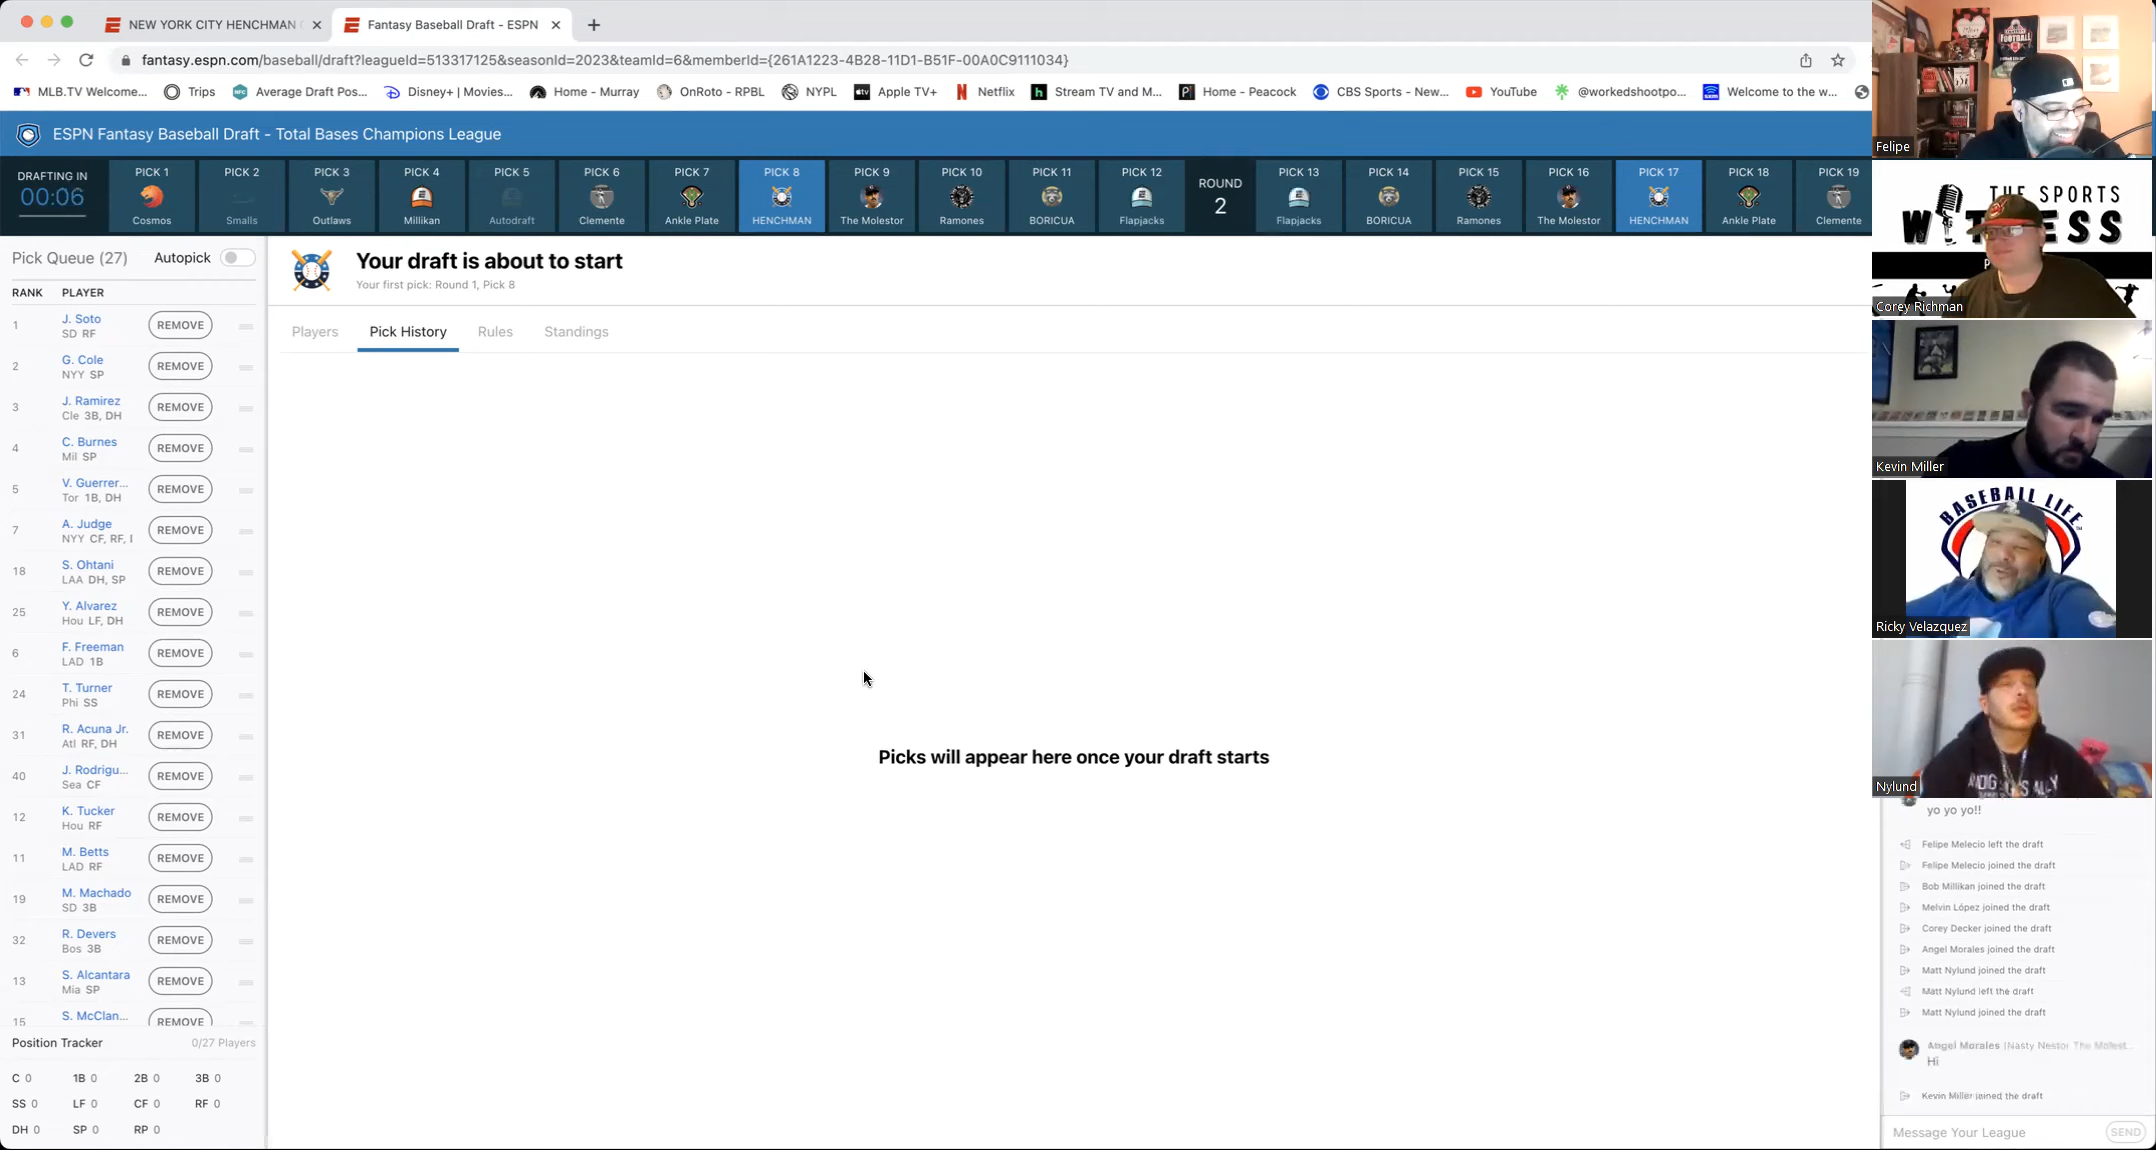 NEW YORK CITY HENCHMAN
Fantasy Baseball Draft - ESPN
fantasy.espn.com/baseball/draft?leagueId=513317125&seasonId=2023&teamId=6&memberId={261A1223-4B28-11D1-B51F-00A0C9111034}
MLB.TV Welcome... Trips Average Draft Pos... Disney+ | Movies,... Home - Murray OnRoto - RPBL NYPL Apple TV+ Netflix Stream TV and M... Home - Peacock CBS Sports - New... YouTube @workedshootpo... Welcome to the w...
ESPN Fantasy Baseball Draft - Total Bases Champions League
DRAFTING IN
00:06
PICK 1 Cosmos
PICK 2 Smalls
PICK 3 Outlaws
PICK 4 Millikan
PICK 5 Autodraft
PICK 6 Clemente
PICK 7 Ankle Plate
PICK 8 HENCHMAN
PICK 9 The Molestor
PICK 10 Ramones
PICK 11 BORICUA
PICK 12 Flapjacks
ROUND 2
PICK 13 Flapjacks
PICK 14 BORICUA
PICK 15 Ramones
PICK 16 The Molestor
PICK 17 HENCHMAN
PICK 18 Ankle Plate
PICK 19 Clemente
Pick Queue (27) Autopick
RANK PLAYER
1 J. Soto REMOVE
SD RF
2 G. Cole REMOVE
NYY SP
3 J. Ramirez REMOVE
Cle 3B, DH
4 C. Burnes REMOVE
Mil SP
5 V. Guerrer... REMOVE
Tor 1B, DH
7 A. Judge REMOVE
NYY CF, RF,
18 S. Ohtani REMOVE
LAA DH, SP
25 Y. Alvarez REMOVE
Hou LF, DH
6 F. Freeman REMOVE
LAD 1B
24 T. Turner REMOVE
Phi SS
31 R. Acuna Jr. REMOVE
Atl RF, DH
40 J. Rodrigu... REMOVE
Sea CF
12 K. Tucker REMOVE
Hou RF
11 M. Betts REMOVE
LAD RF
19 M. Machado REMOVE
SD 3B
32 R. Devers REMOVE
Bos 3B
13 S. Alcantara REMOVE
Mia SP
15 S. McClan... REMOVE
Position Tracker 0/27 Players
C 0 1B 0 2B 0 3B 0
SS 0 LF 0 CF 0 RF 0
DH 0 SP 0 RP 0
Your draft is about to start
Your first pick: Round 1, Pick 8
Players Pick History Rules Standings
Picks will appear here once your draft starts
FOOTBALL
Felipe
THE SPORTS
WITNESS
Corey Richman
Kevin Miller
BASEBALL LIFE
Ricky Velazquez
Nylund
yo yo yo!!
Felipe Melecio left the draft
Felipe Melecio joined the draft
Bob Millikan joined the draft
Melvin López joined the draft
Corey Decker joined the draft
Angel Morales joined the draft
Matt Nylund joined the draft
Matt Nylund left the draft
Matt Nylund joined the draft
Angel Morales (Nasty Nestor The Molest...
Hi
Kevin Miller joined the draft
Message Your League SEND